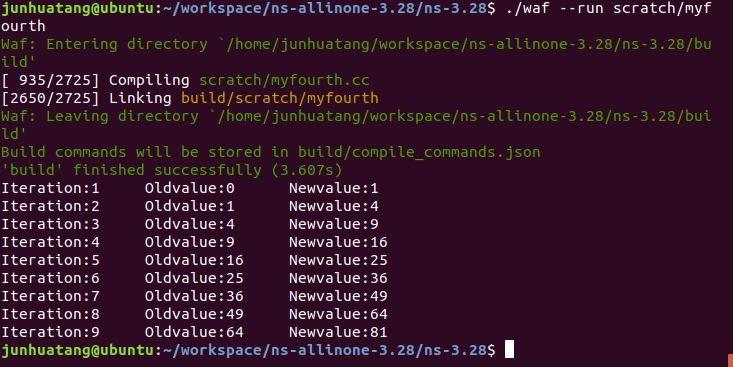 junhuatang@ubuntu:~/workspace/ns-allinone-3.28/ns-3.28$ ./waf --run scratch/myf
ourth
Waf: Entering directory `/home/junhuatang/workspace/ns-allinone-3.28/ns-3.28/bu
ild'
[ 935/2725] Compiling scratch/myfourth.cc
[2650/2725] Linking build/scratch/myfourth
Waf: Leaving directory `/home/junhuatang/workspace/ns-allinone-3.28/ns-3.28/bui
ld'
Build commands will be stored in build/compile_commands.json
'build' finished successfully (3.607s)
Iteration:1 Oldvalue:0 Newvalue:1
Iteration:2 Oldvalue:1 Newvalue:4
Iteration:3 Oldvalue:4 Newvalue:9
Iteration:4 Oldvalue:9 Newvalue:16
Iteration:5 Oldvalue:16 Newvalue:25
Iteration:6 Oldvalue:25 Newvalue:36
Iteration:7 Oldvalue:36 Newvalue:49
Iteration:8 Oldvalue:49 Newvalue:64
Iteration:9 Oldvalue:64 Newvalue:81
junhuatang@ubuntu:~/workspace/ns-allinone-3.28/ns-3.28$